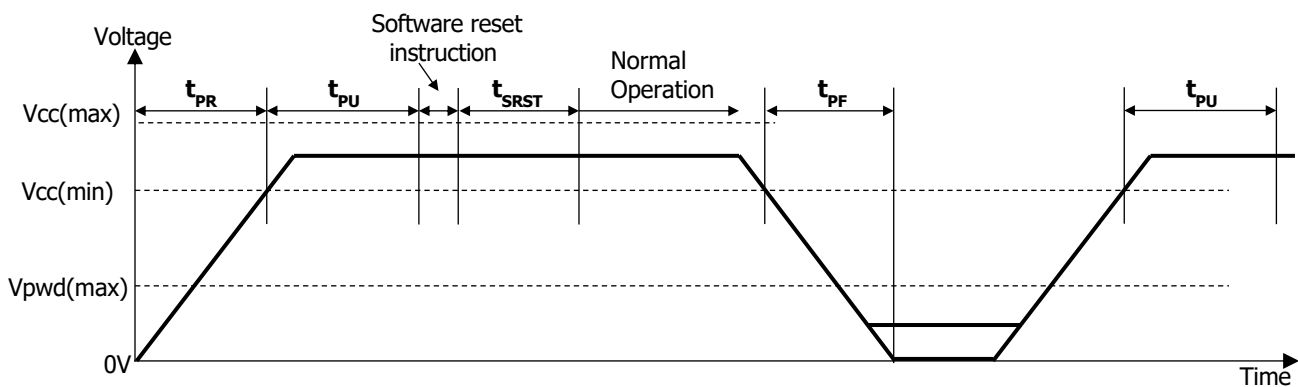 Software reset
instruction
Voltage
Normal
Operation
tPR
tPU
tSRST
tPF
tPU
Vcc(max)
Vcc(min)
Vpwd(max)
0V
Time